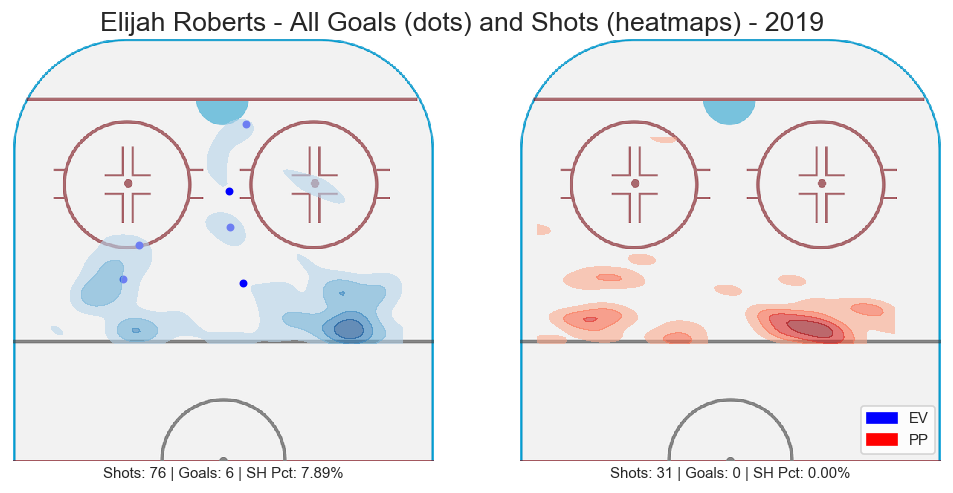 Elijah Roberts - All Goals (dots) and Shots (heatmaps) - 2019
EV
PP
Shots: 76 | Goals: 6 | SH Pct: 7.89%
Shots: 31 | Goals: 0 | SH Pct: 0.00%